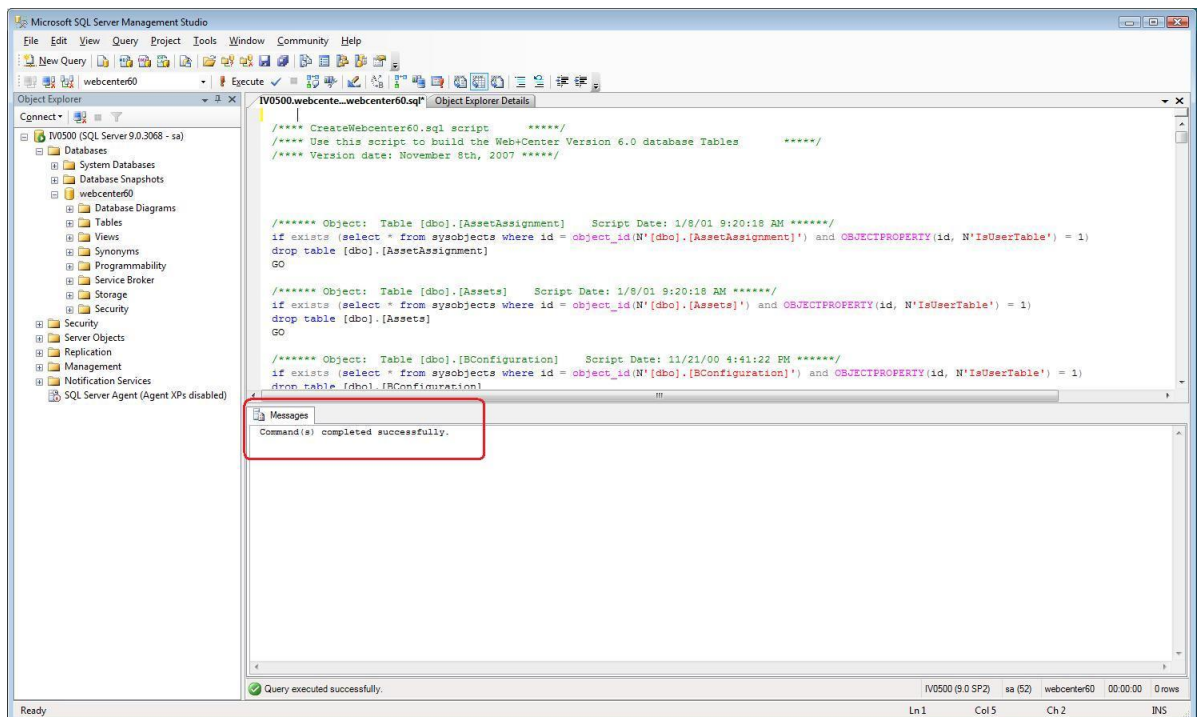 Microsoft SQL Server Management Studio
File Edit View Query Project Tools Window Community Help
New Query
webcenter60 Execute
Object Explorer
Connect
IV0500 (SQL Server 9.0.3068 - sa)
Databases
System Databases
Database Snapshots
webcenter60
Database Diagrams
Tables
Views
Synonyms
Programmability
Service Broker
Storage
Security
Security
Server Objects
Replication
Management
Notification Services
SQL Server Agent (Agent XPs disabled)
IV0500.webcente...webcenter60.sql* Object Explorer Details
/**** CreateWebcenter60.sql script *****/
/**** Use this script to build the Web+Center Version 6.0 database Tables *****/
/**** Version date: November 8th, 2007 *****/
/****** Object: Table [dbo].[AssetAssignment] Script Date: 1/8/01 9:20:18 AM ******/
if exists (select * from sysobjects where id = object_id(N'[dbo].[AssetAssignment]') and OBJECTPROPERTY(id, N'IsUserTable') = 1)
drop table [dbo].[AssetAssignment]
GO
/****** Object: Table [dbo].[Assets] Script Date: 1/8/01 9:20:18 AM ******/
if exists (select * from sysobjects where id = object_id(N'[dbo].[Assets]') and OBJECTPROPERTY(id, N'IsUserTable') = 1)
drop table [dbo].[Assets]
GO
/****** Object: Table [dbo].[BConfiguration] Script Date: 11/21/00 4:41:22 PM ******/
if exists (select * from sysobjects where id = object_id(N'[dbo].[BConfiguration]') and OBJECTPROPERTY(id, N'IsUserTable') = 1)
drop table [dbo].[BConfiguration]
Messages
Command(s) completed successfully.
Query executed successfully. IV0500 (9.0 SP2) sa (52) webcenter60 00:00:00 0 rows
Ready Ln 1 Col 5 Ch 2 INS